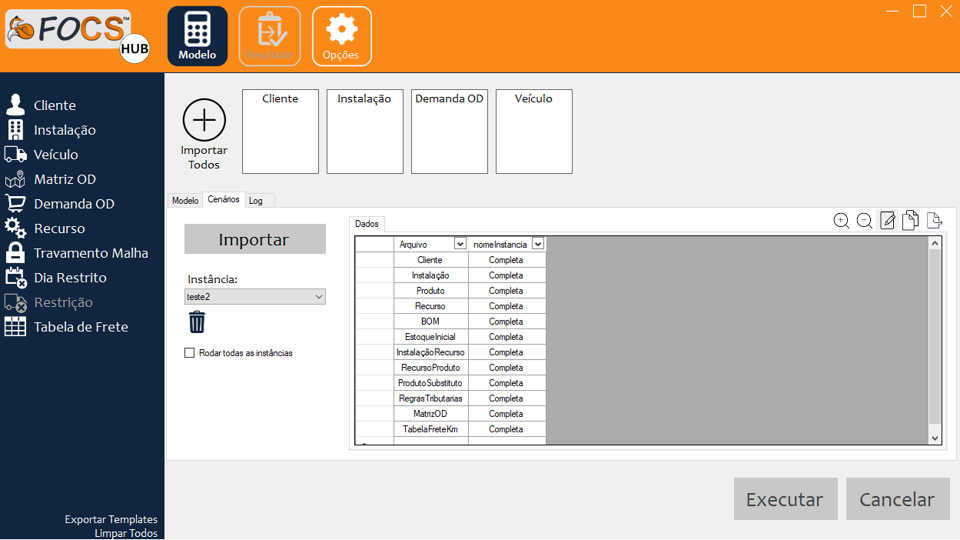 FOCS™
HUB
Modelo
Resultado
Opções
Cliente
Instalação
Veículo
Matriz OD
Demanda OD
Recurso
Travamento Malha
Dia Restrito
Restrição
Tabela de Frete
Exportar Templates
Limpar Todos
Importar
Todos
Cliente
Instalação
Demanda OD
Veículo
Modelo
Cenários
Log
Importar
Instância:
teste2
Rodar todas as instâncias
Dados
Arquivo nomeInstancia
Cliente Completa
Instalação Completa
Produto Completa
Recurso Completa
BOM Completa
EstoqueInicial Completa
InstalaçãoRecurso Completa
RecursoProduto Completa
ProdutoSubstituto Completa
RegrasTributarias Completa
MatrizOD Completa
TabelaFreteKm Completa
Executar
Cancelar